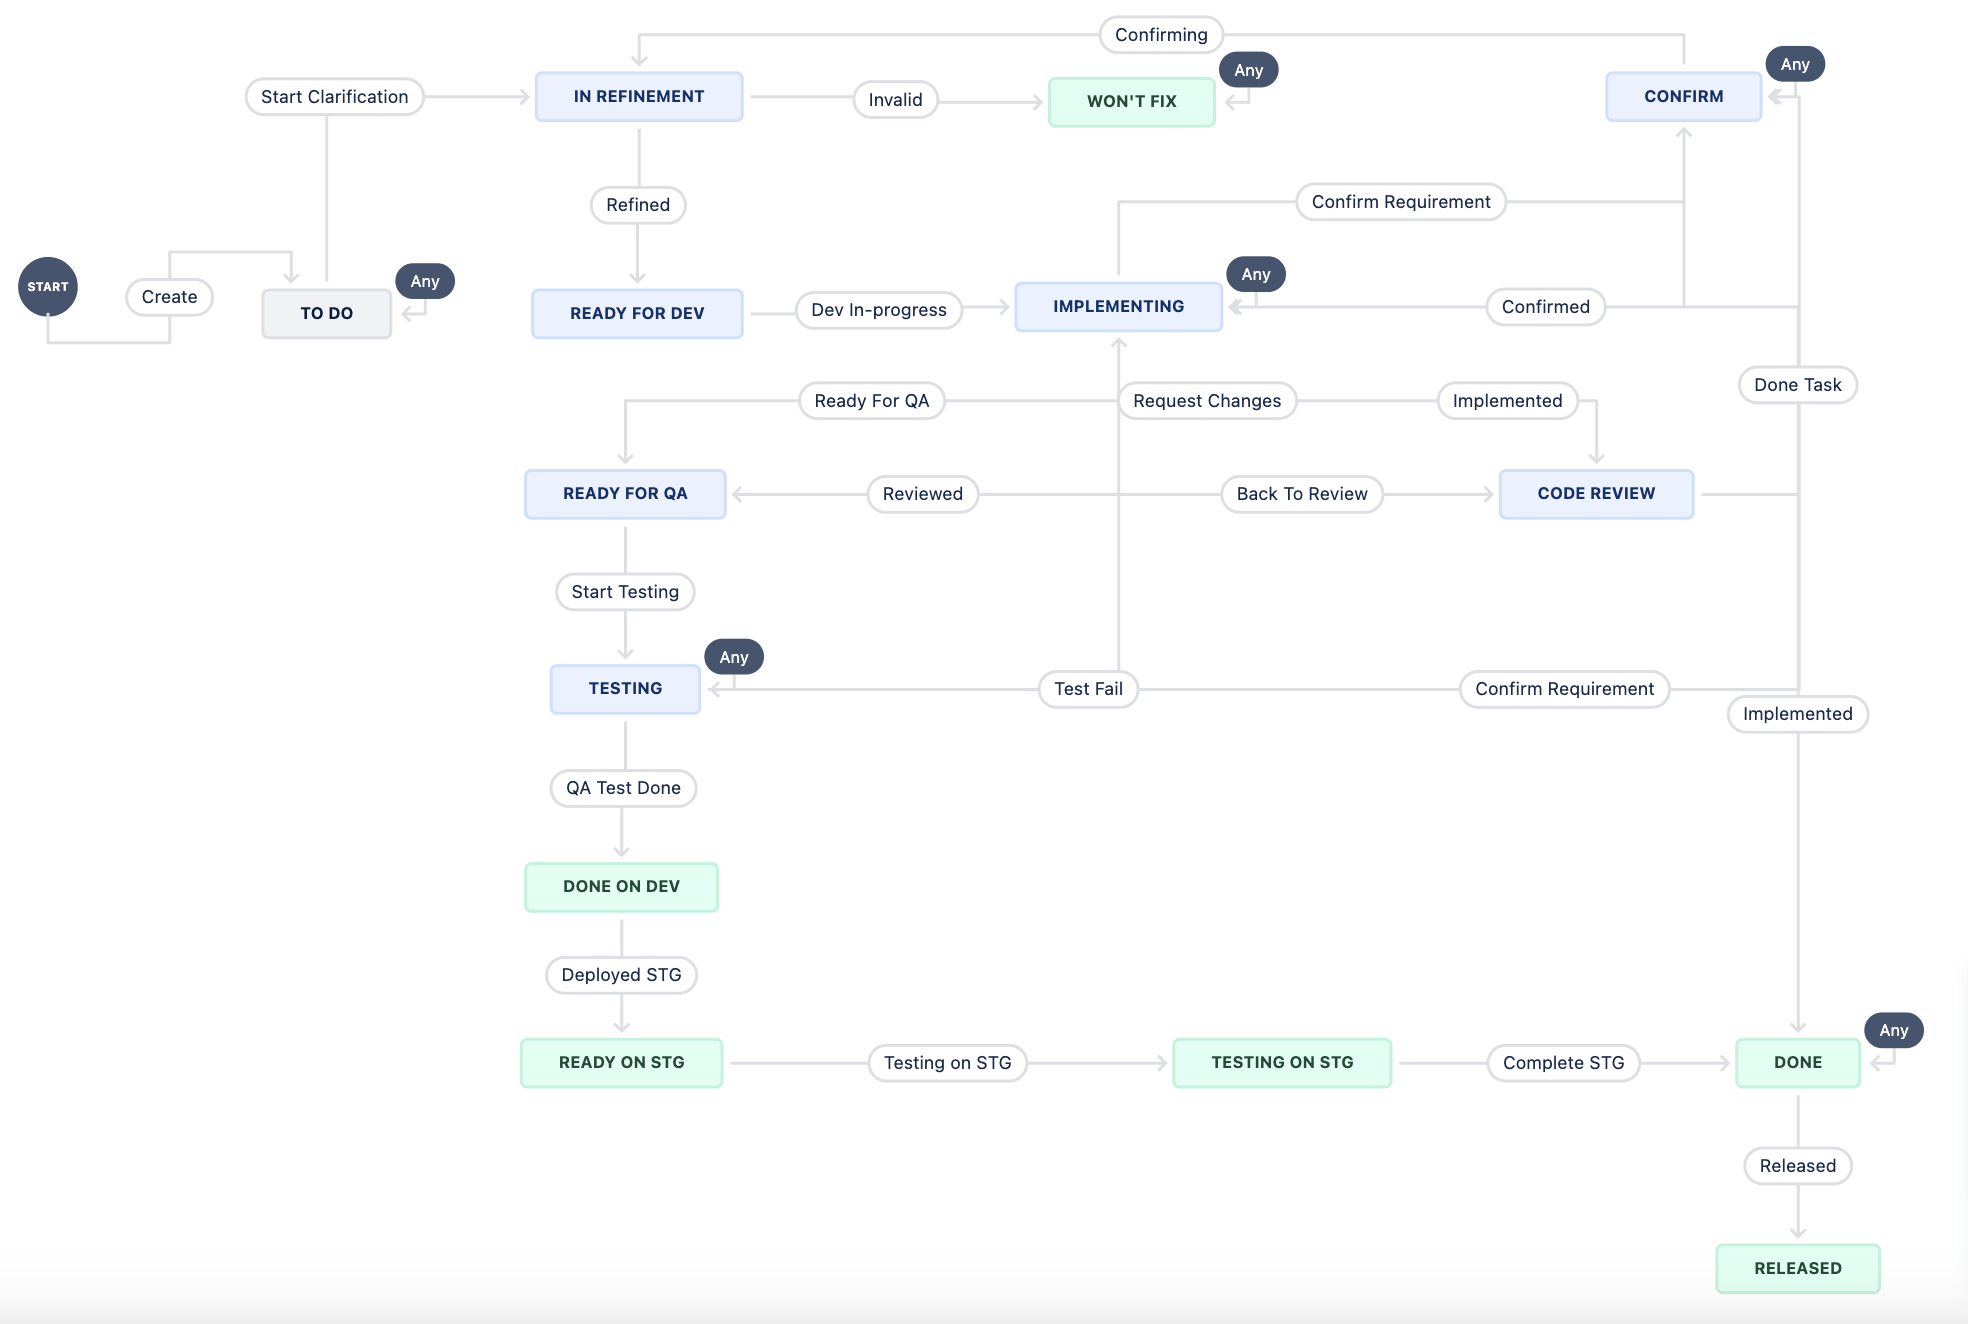 Confirming
Any
Any
Start Clarification
IN REFINEMENT
Invalid
WON'T FIX
CONFIRM
Refined
Confirm Requirement
START
Create
TO DO
Any
READY FOR DEV
Dev In-progress
IMPLEMENTING
Any
Confirmed
Done Task
Ready For QA
Request Changes
Implemented
READY FOR QA
Reviewed
Back To Review
CODE REVIEW
Start Testing
Any
TESTING
Test Fail
Confirm Requirement
Implemented
QA Test Done
DONE ON DEV
Deployed STG
Any
READY ON STG
Testing on STG
TESTING ON STG
Complete STG
DONE
Released
RELEASED